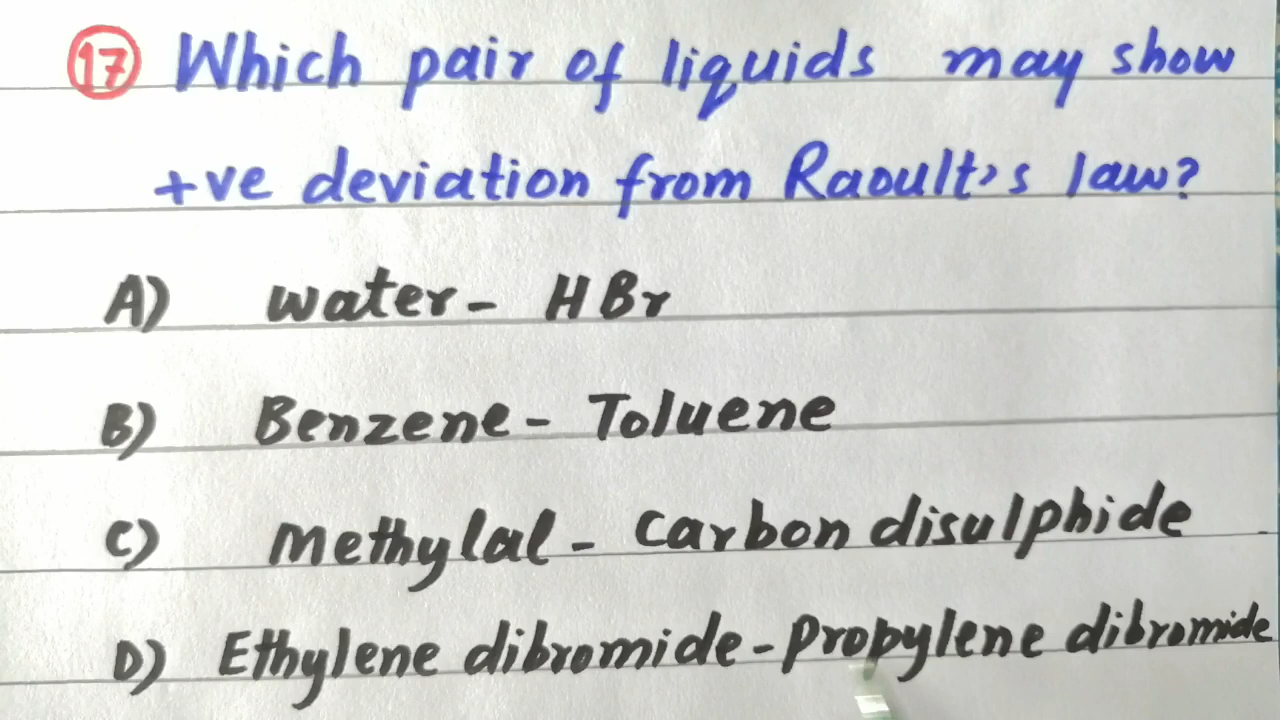 17 Which pair of liquids may show
+ve deviation from Raoult's law?
A) water - HBr
B) Benzene - Toluene
C) Methylal - Carbon disulphide
D) Ethylene dibromide - Propylene dibromide